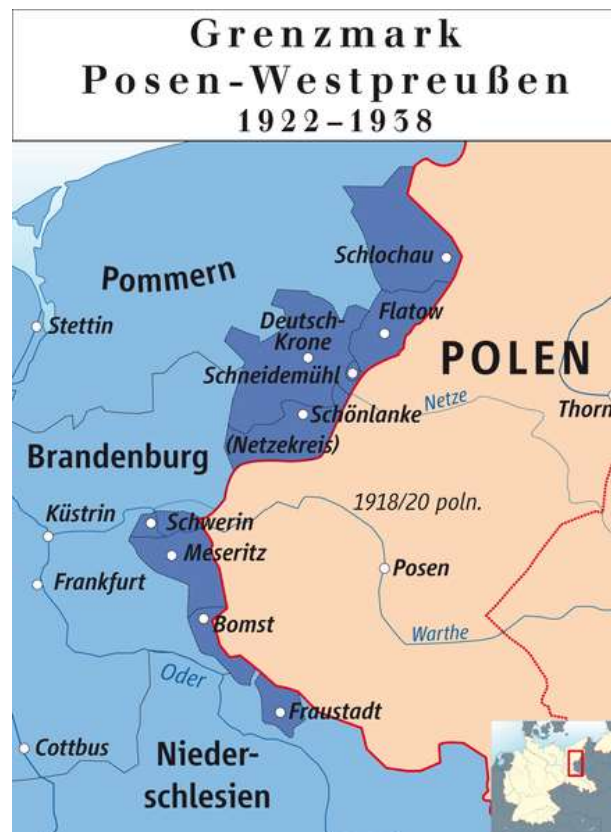 Grenzmark
Posen-Westpreußen
1922–1938
Schlochau
Pommern
Flatow
Stettin
Deutsch-
Krone
POLEN
Schneidemühl
Netze
Schönlanke
Thorn
(Netzekreis)
Brandenburg
1918/20 poln.
Küstrin
Schwerin
Meseritz
Posen
Frankfurt
Bomst
Warthe
Oder
Fraustadt
Cottbus
Nieder-
schlesien